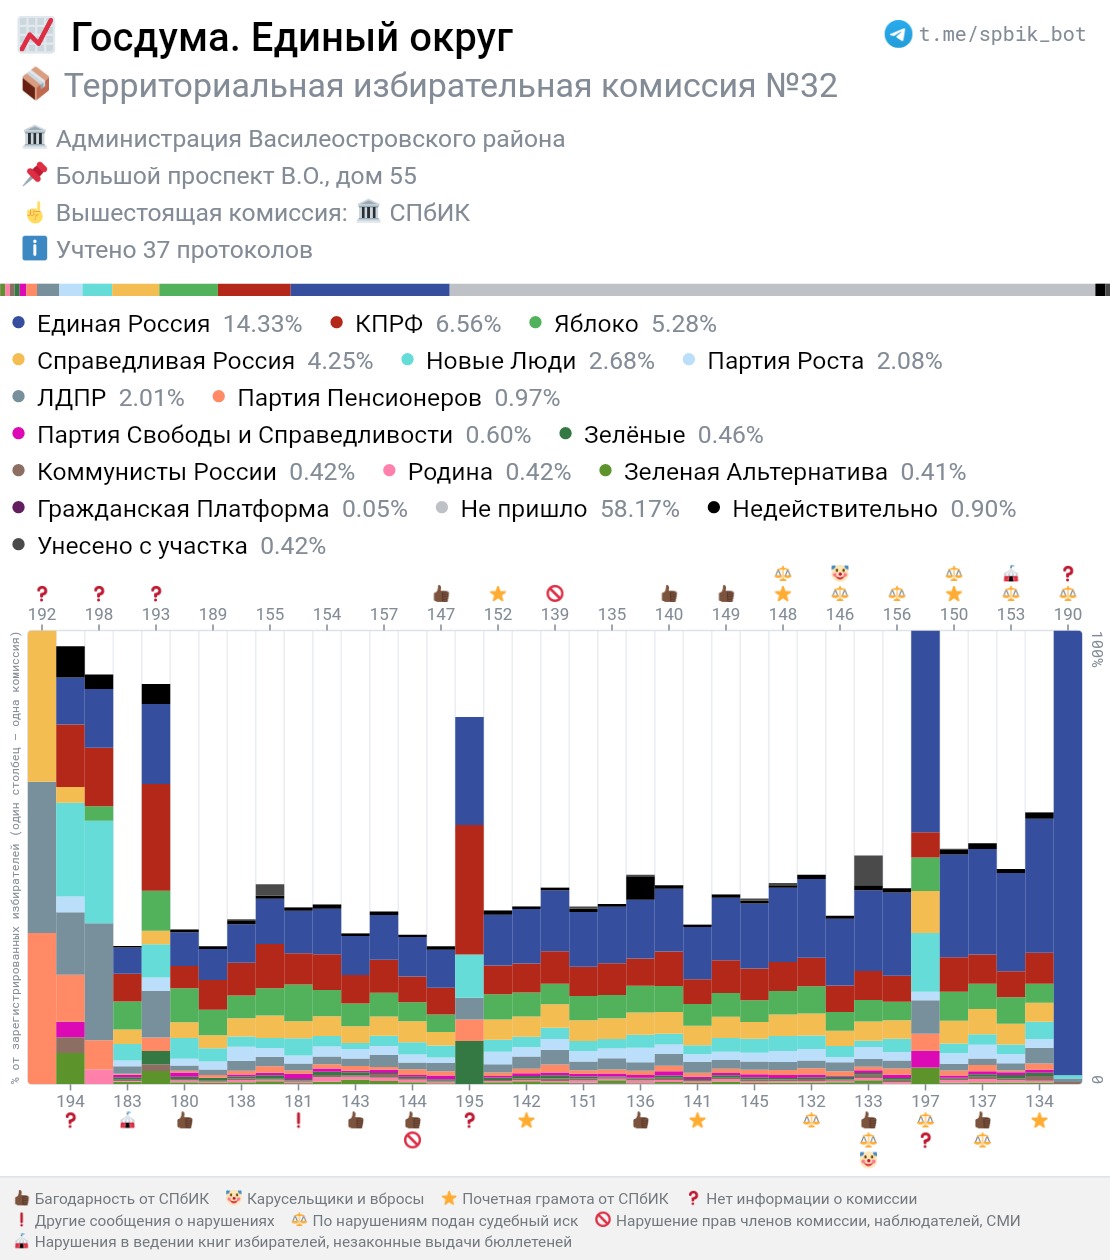 Госдума. Единый округ
t.me/spbik_bot
Территориальная избирательная комиссия №32
Администрация Василеостровского района
Большой проспект В.О., дом 55
Вышестоящая комиссия: СПбИК
Учтено 37 протоколов
Единая Россия 14.33% КПРФ 6.56% Яблоко 5.28%
Справедливая Россия 4.25% Новые Люди 2.68% Партия Роста 2.08%
ЛДПР 2.01% Партия Пенсионеров 0.97%
Партия Свободы и Справедливости 0.60% Зелёные 0.46%
Коммунисты России 0.42% Родина 0.42% Зеленая Альтернатива 0.41%
Гражданская Платформа 0.05% Не пришло 58.17% Недействительно 0.90%
Унесено с участка 0.42%
192 198 193 189 155 154 157 147 152 139 135 140 149 148 146 156 150 153 190
% от зарегистрированных избирателей (один столбец — одна комиссия)
100%
0
194 183 180 138 181 143 144 195 142 151 136 141 145 132 133 197 137 134
Багодарность от СПбИК Карусельщики и вбросы Почетная грамота от СПбИК Нет информации о комиссии
Другие сообщения о нарушениях По нарушениям подан судебный иск Нарушение прав членов комиссии, наблюдателей, СМИ
Нарушения в ведении книг избирателей, незаконные выдачи бюллетеней